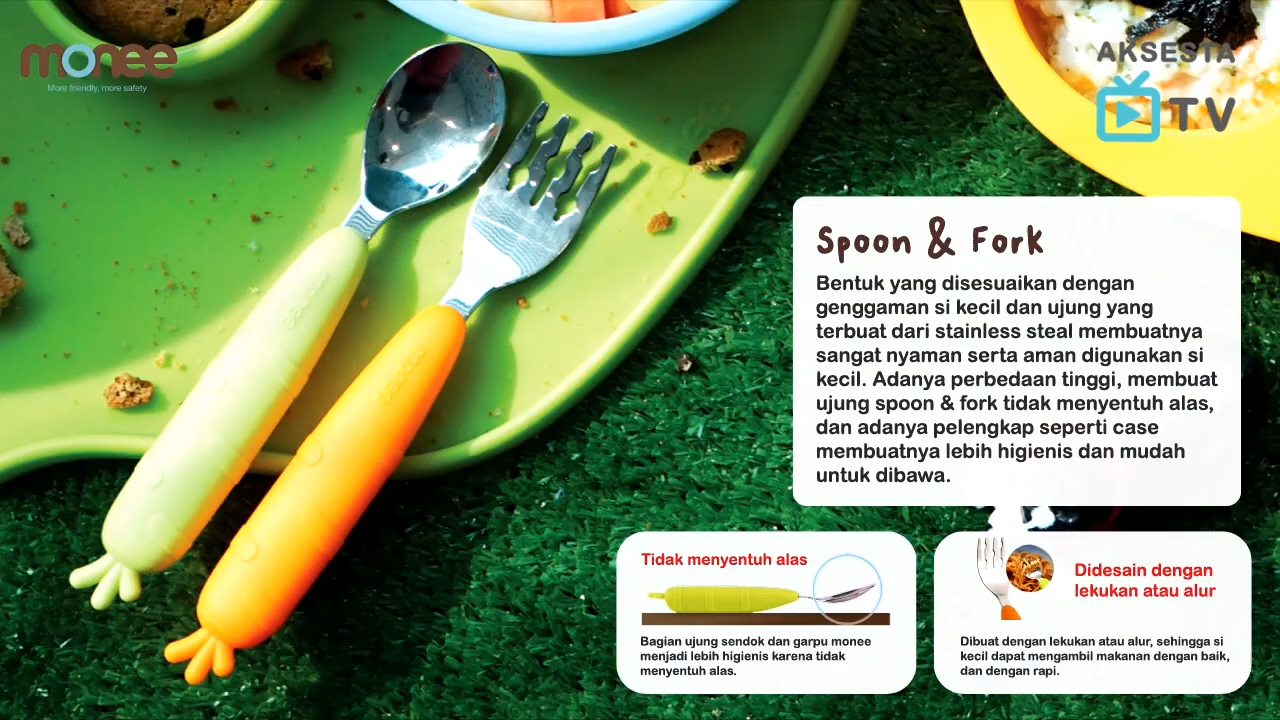 monee
More friendly, more safety
AKSESTA
TV
Spoon & Fork
Bentuk yang disesuaikan dengan
genggaman si kecil dan ujung yang
terbuat dari stainless steal membuatnya
sangat nyaman serta aman digunakan si
kecil. Adanya perbedaan tinggi, membuat
ujung spoon & fork tidak menyentuh alas,
dan adanya pelengkap seperti case
membuatnya lebih higienis dan mudah
untuk dibawa.
Tidak menyentuh alas
Bagian ujung sendok dan garpu monee
menjadi lebih higienis karena tidak
menyentuh alas.
Didesain dengan
lekukan atau alur
Dibuat dengan lekukan atau alur, sehingga si
kecil dapat mengambil makanan dengan baik,
dan dengan rapi.